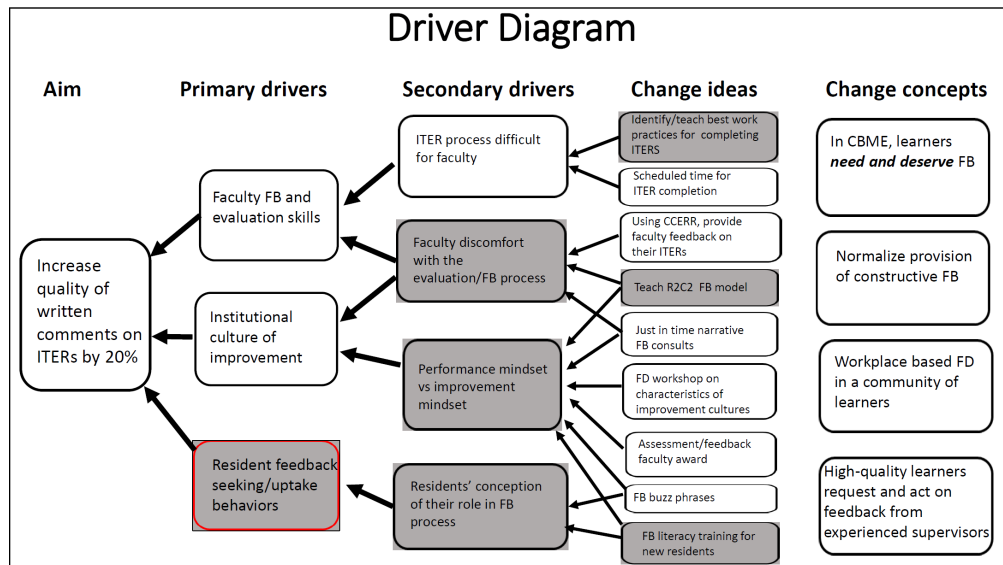 Driver Diagram
Aim
Primary drivers
Secondary drivers
Change ideas
Change concepts
Increase
quality of
written
comments on
ITERs by 20%
Faculty FB and
evaluation skills
Institutional
culture of
improvement
Resident feedback
seeking/uptake
behaviors
ITER process difficult
for faculty
Faculty discomfort
with the
evaluation/FB process
Performance mindset
vs improvement
mindset
Residents' conception
of their role in FB
process
Identify/teach best work
practices for completing
ITERS
Scheduled time for
ITER completion
Using CCERR, provide
faculty feedback on
their ITERs
Teach R2C2 FB model
Just in time narrative
FB consults
FD workshop on
characteristics of
improvement cultures
Assessment/feedback
faculty award
FB buzz phrases
FB literacy training for
new residents
In CBME, learners
need and deserve FB
Normalize provision
of constructive FB
Workplace based FD
in a community of
learners
High-quality learners
request and act on
feedback from
experienced supervisors